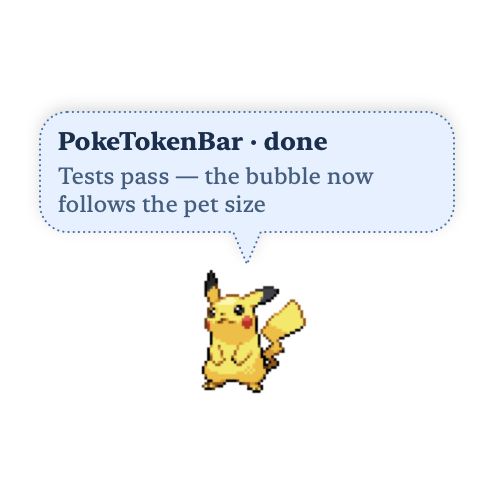 PokeTokenBar · done
Tests pass — the bubble now
follows the pet size